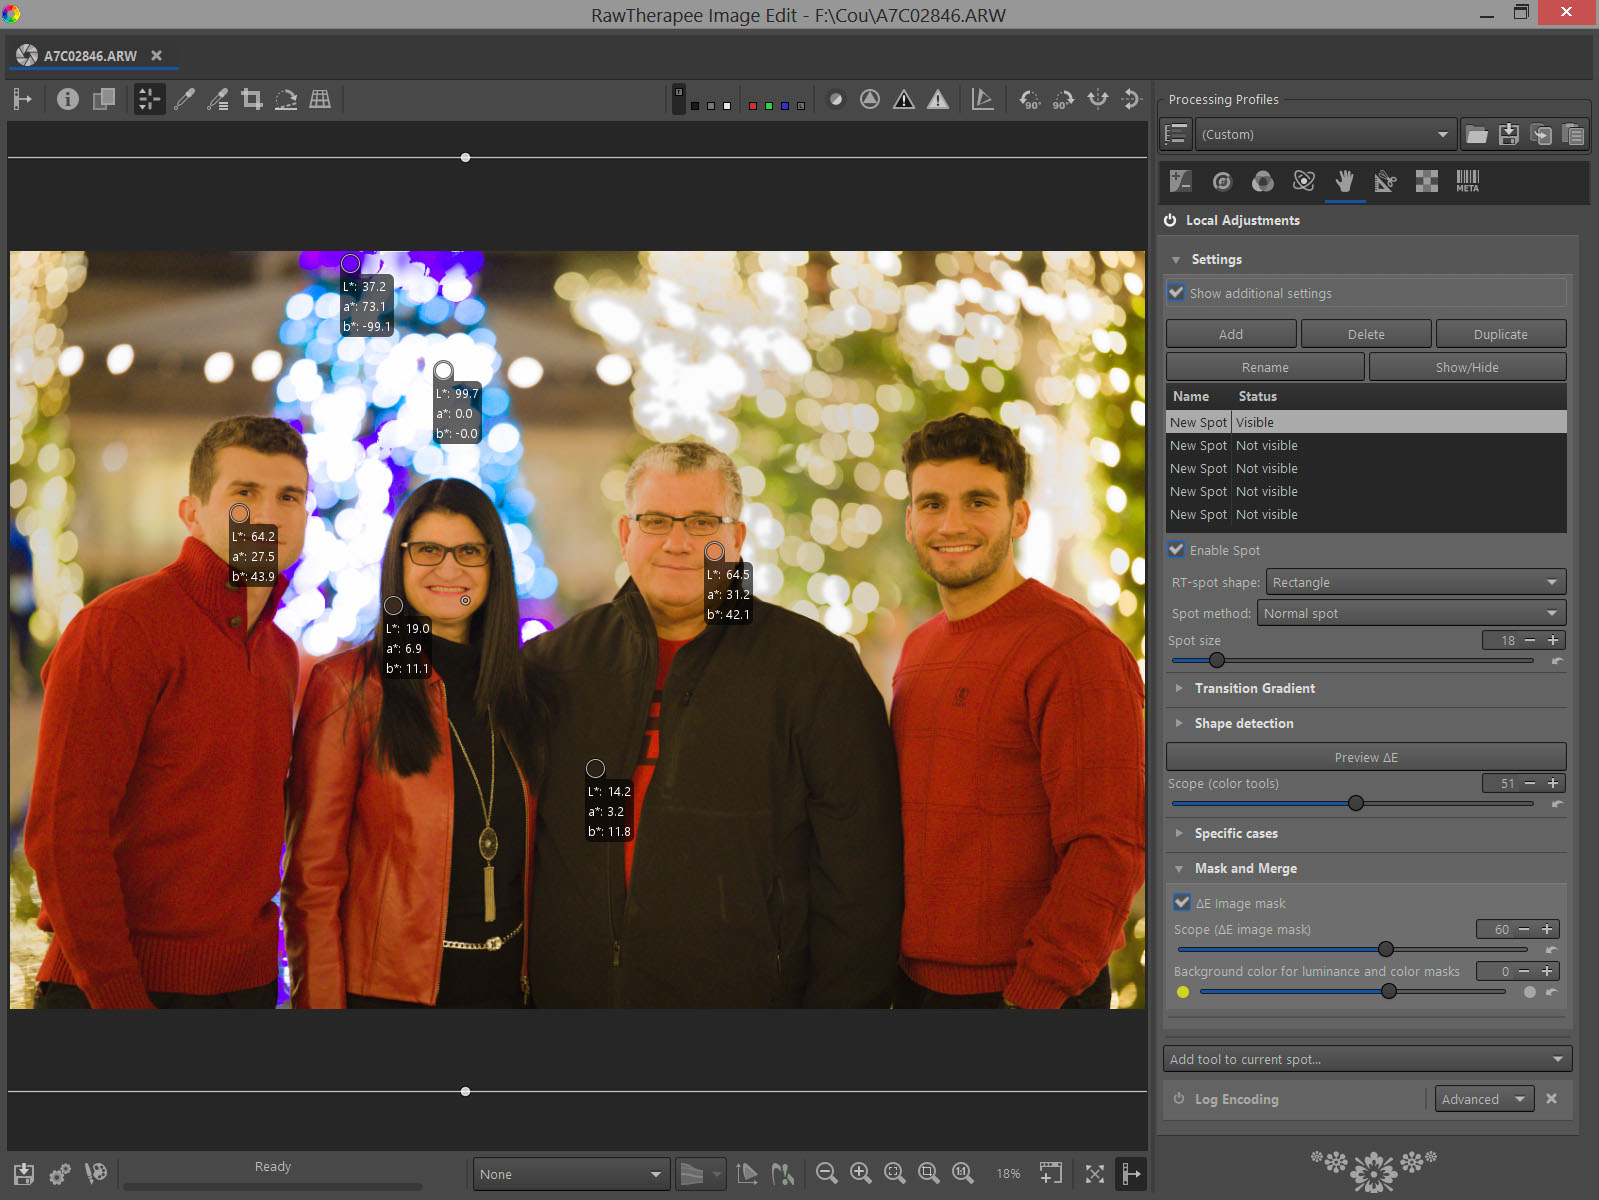 RawTherapee Image Edit - F:\Cou\A7C02846.ARW
A7C02846.ARW
90° 90°
Processing Profiles
(Custom)
META
Local Adjustments
Settings
Show additional settings
Add Delete Duplicate
Rename Show/Hide
Name Status
New Spot Visible
New Spot Not visible
New Spot Not visible
New Spot Not visible
New Spot Not visible
Enable Spot
RT-spot shape: Rectangle
Spot method: Normal spot
Spot size 18
Transition Gradient
Shape detection
Preview ΔE
Scope (color tools) 51
Specific cases
Mask and Merge
ΔE Image mask
Scope (ΔE image mask) 60
Background color for luminance and color masks 0
Add tool to current spot...
Log Encoding Advanced
L*: 37.2
a*: 73.1
b*: -99.1
L*: 99.7
a*: 0.0
b*: -0.0
L*: 64.2
a*: 27.5
b*: 43.9
L*: 64.5
a*: 31.2
b*: 42.1
L*: 19.0
a*: 6.9
b*: 11.1
L*: 14.2
a*: 3.2
b*: 11.8
Ready
None
1:1
18%